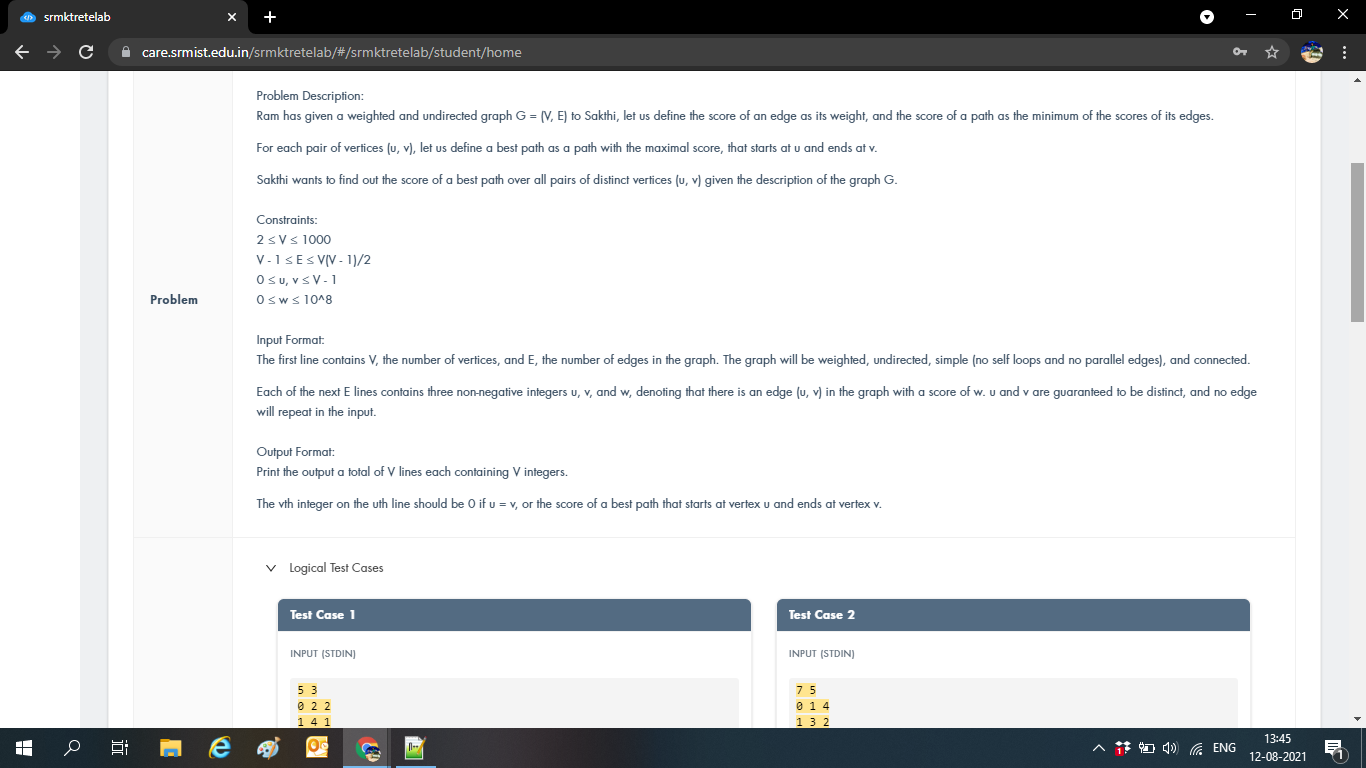 srmktretelab
care.srmist.edu.in/srmktretelab/#/srmktretelab/student/home
Problem Description:
Ram has given a weighted and undirected graph G = (V, E) to Sakthi, let us define the score of an edge as its weight, and the score of a path as the minimum of the scores of its edges.
For each pair of vertices (u, v), let us define a best path as a path with the maximal score, that starts at u and ends at v.
Sakthi wants to find out the score of a best path over all pairs of distinct vertices (u, v) given the description of the graph G.
Constraints:
2 ≤ V ≤ 1000
V - 1 ≤ E ≤ V(V - 1)/2
0 ≤ u, v ≤ V - 1
0 ≤ w ≤ 10^8
Problem
Input Format:
The first line contains V, the number of vertices, and E, the number of edges in the graph. The graph will be weighted, undirected, simple (no self loops and no parallel edges), and connected.
Each of the next E lines contains three non-negative integers u, v, and w, denoting that there is an edge (u, v) in the graph with a score of w. u and v are guaranteed to be distinct, and no edge
will repeat in the input.
Output Format:
Print the output a total of V lines each containing V integers.
The vth integer on the uth line should be 0 if u = v, or the score of a best path that starts at vertex u and ends at vertex v.
Logical Test Cases
Test Case 1
INPUT (STDIN)
5 3
0 2 2
1 4 1
Test Case 2
INPUT (STDIN)
7 5
0 1 4
1 3 2
ENG
13:45
12-08-2021